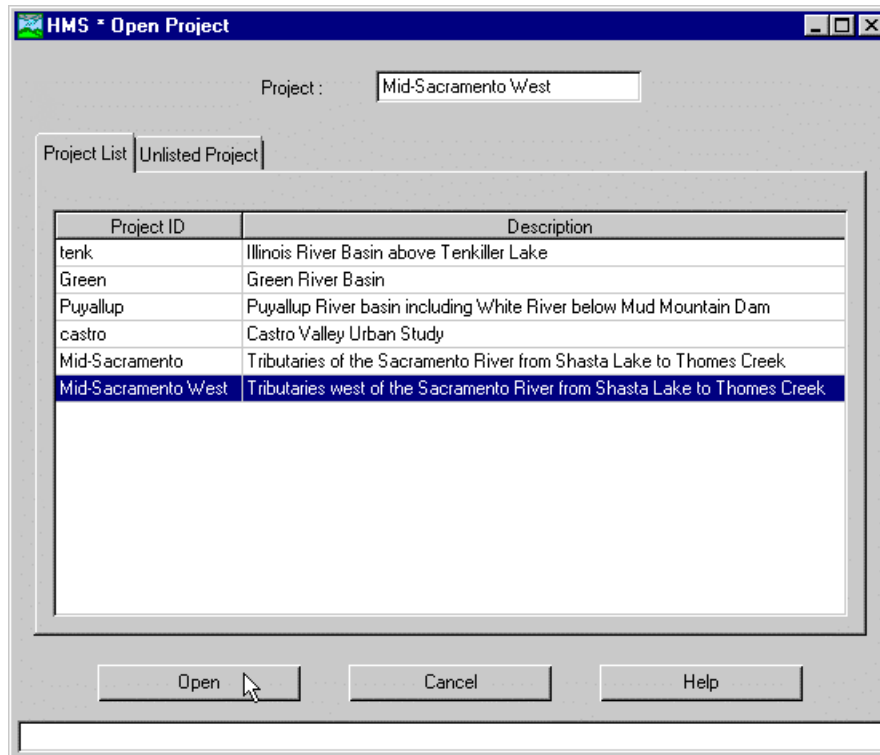 HMS * Open Project
Project : Mid-Sacramento West
Project List Unlisted Project
Project ID Description
tenk Illinois River Basin above Tenkiller Lake
Green Green River Basin
Puyallup Puyallup River basin including White River below Mud Mountain Dam
castro Castro Valley Urban Study
Mid-Sacramento Tributaries of the Sacramento River from Shasta Lake to Thomes Creek
Mid-Sacramento West Tributaries west of the Sacramento River from Shasta Lake to Thomes Creek
Open Cancel Help